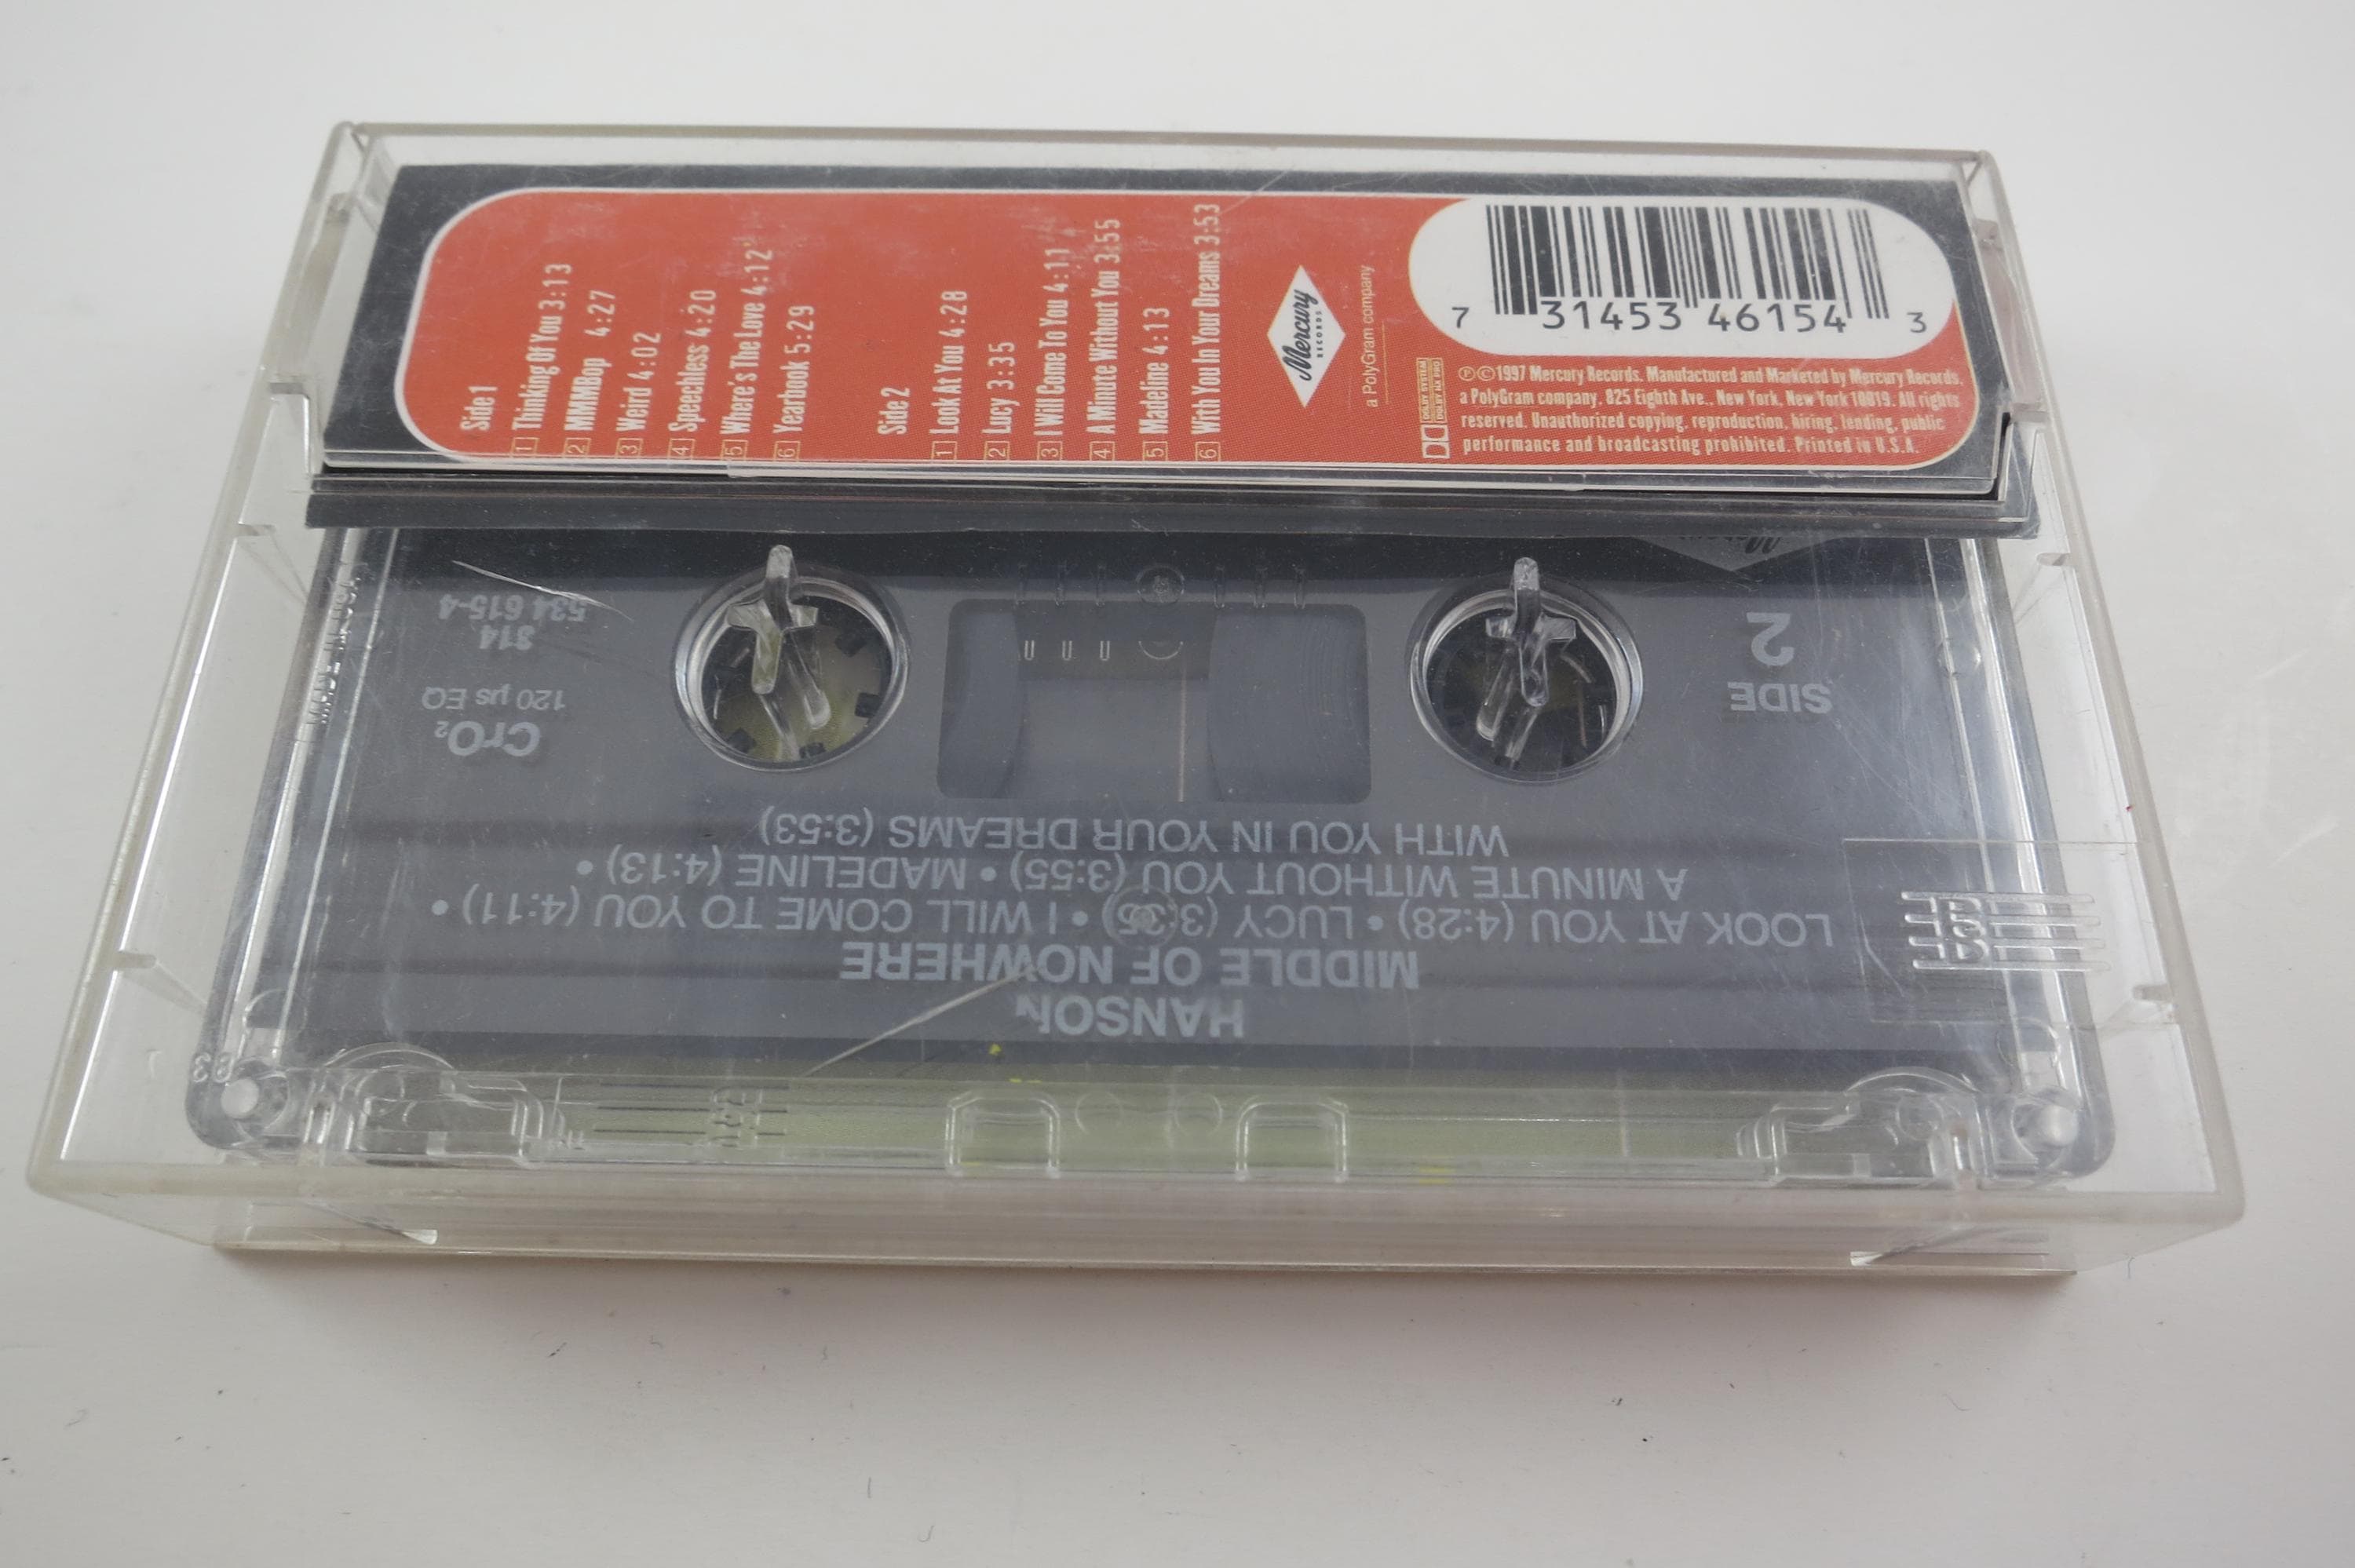 Side 1
1 Thinking Of You 3:13
2 MMMBop 4:27
3 Weird 4:02
4 Speechless 4:20
5 Where's The Love 4:12
6 Yearbook 5:29
Side 2
1 Look At You 4:28
2 Lucy 3:35
3 I Will Come To You 4:11
4 A Minute Without You 3:55
5 Madeline 4:13
6 With You In Your Dreams 3:53
Mercury
RECORDS
a PolyGram company
7 31453 46154 3
DOLBY SYSTEM
DOLBY HX PRO
℗©1997 Mercury Records. Manufactured and Marketed by Mercury Records,
a PolyGram company, 825 Eighth Ave., New York, New York 10019. All rights
reserved. Unauthorized copying, reproduction, hiring, lending, public
performance and broadcasting prohibited. Printed in U.S.A.
HANSON
MIDDLE OF NOWHERE
LOOK AT YOU (4:28) • LUCY (3:35) • I WILL COME TO YOU (4:11) •
A MINUTE WITHOUT YOU (3:55) • MADELINE (4:13) •
WITH YOU IN YOUR DREAMS (3:53)
SIDE
2
CrO2
120 µs EQ
314
534 615-4